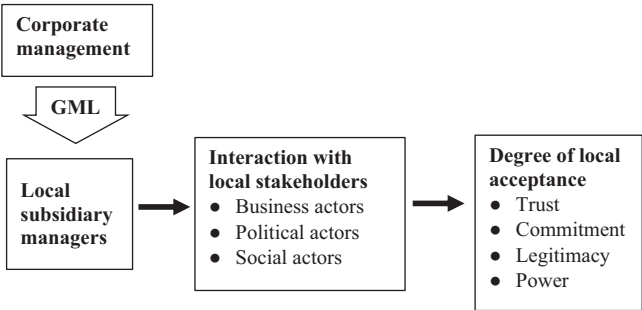 Corporate
management
GML
Local
subsidiary
managers
Interaction with
local stakeholders
● Business actors
● Political actors
● Social actors
Degree of local
acceptance
● Trust
● Commitment
● Legitimacy
● Power